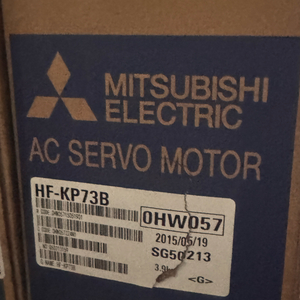 MITSUBISHI
ELECTRIC
AC SERVO MOTOR
HF-KP73B
0HW057
2015/05/19
SG50213
<G>